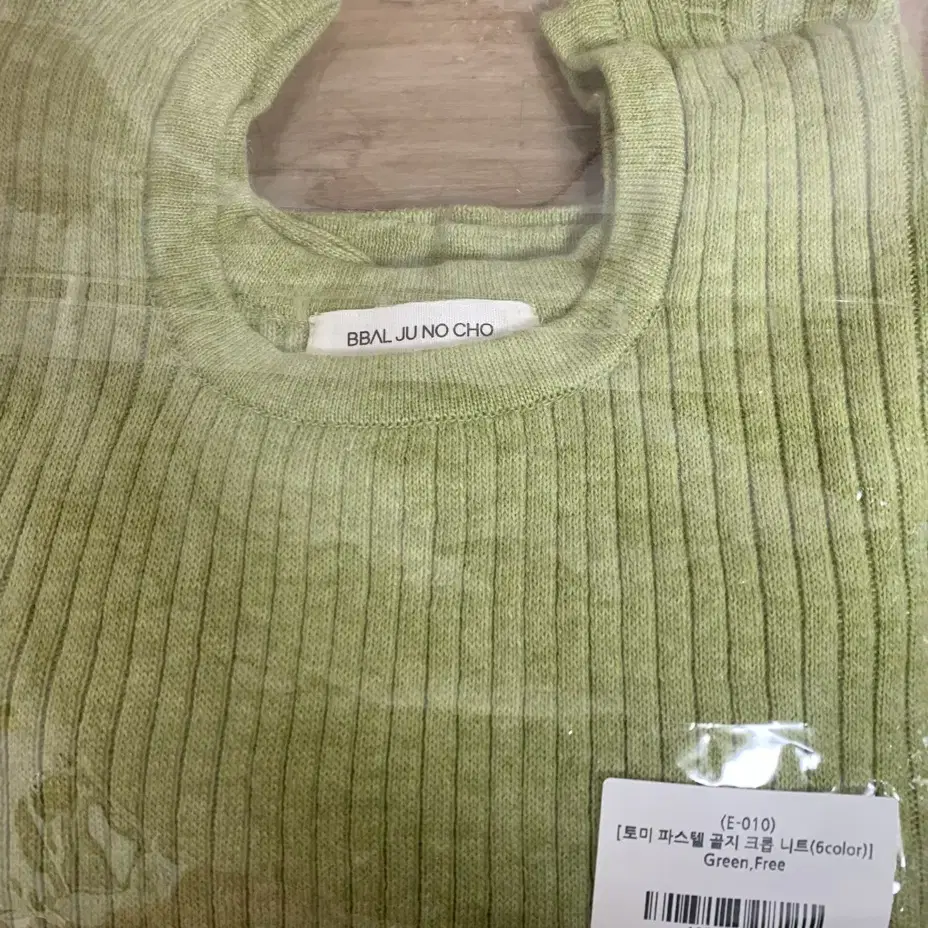 BBAL JU NO CHO
(E-010)
[토미 파스텔 골지 크롭 니트(6color)]
Green,Free